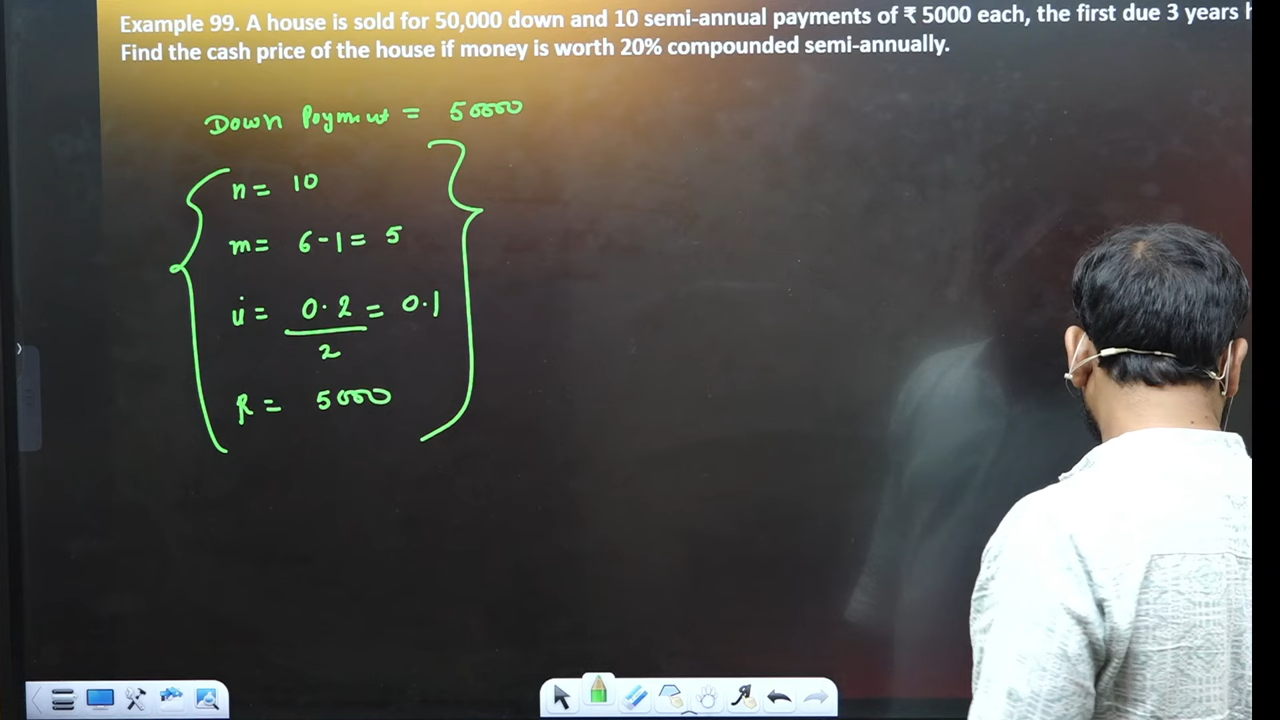 Example 99. A house is sold for 50,000 down and 10 semi-annual payments of ₹ 5000 each, the first due 3 years
Find the cash price of the house if money is worth 20% compounded semi-annually.
Down Payment = 50000
n = 10
m = 6-1 = 5
i = 0.2/2 = 0.1
R = 5000